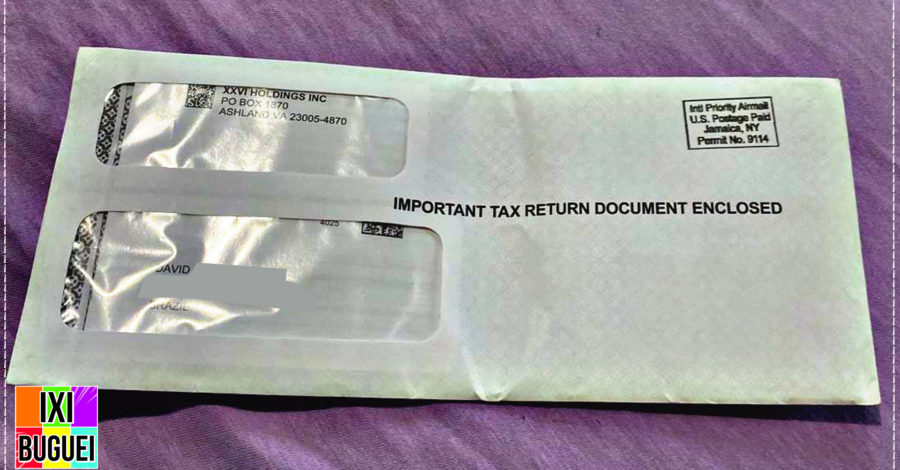 XXVI HOLDINGS INC
PO BOX 1870
ASHLAND VA 23005-4870
Intl Priority Airmail
U.S. Postage Paid
Jamaica, NY
Permit No. 9114
IMPORTANT TAX RETURN DOCUMENT ENCLOSED
4025
DAVID
BRAZIL
IXI
BUGUEI